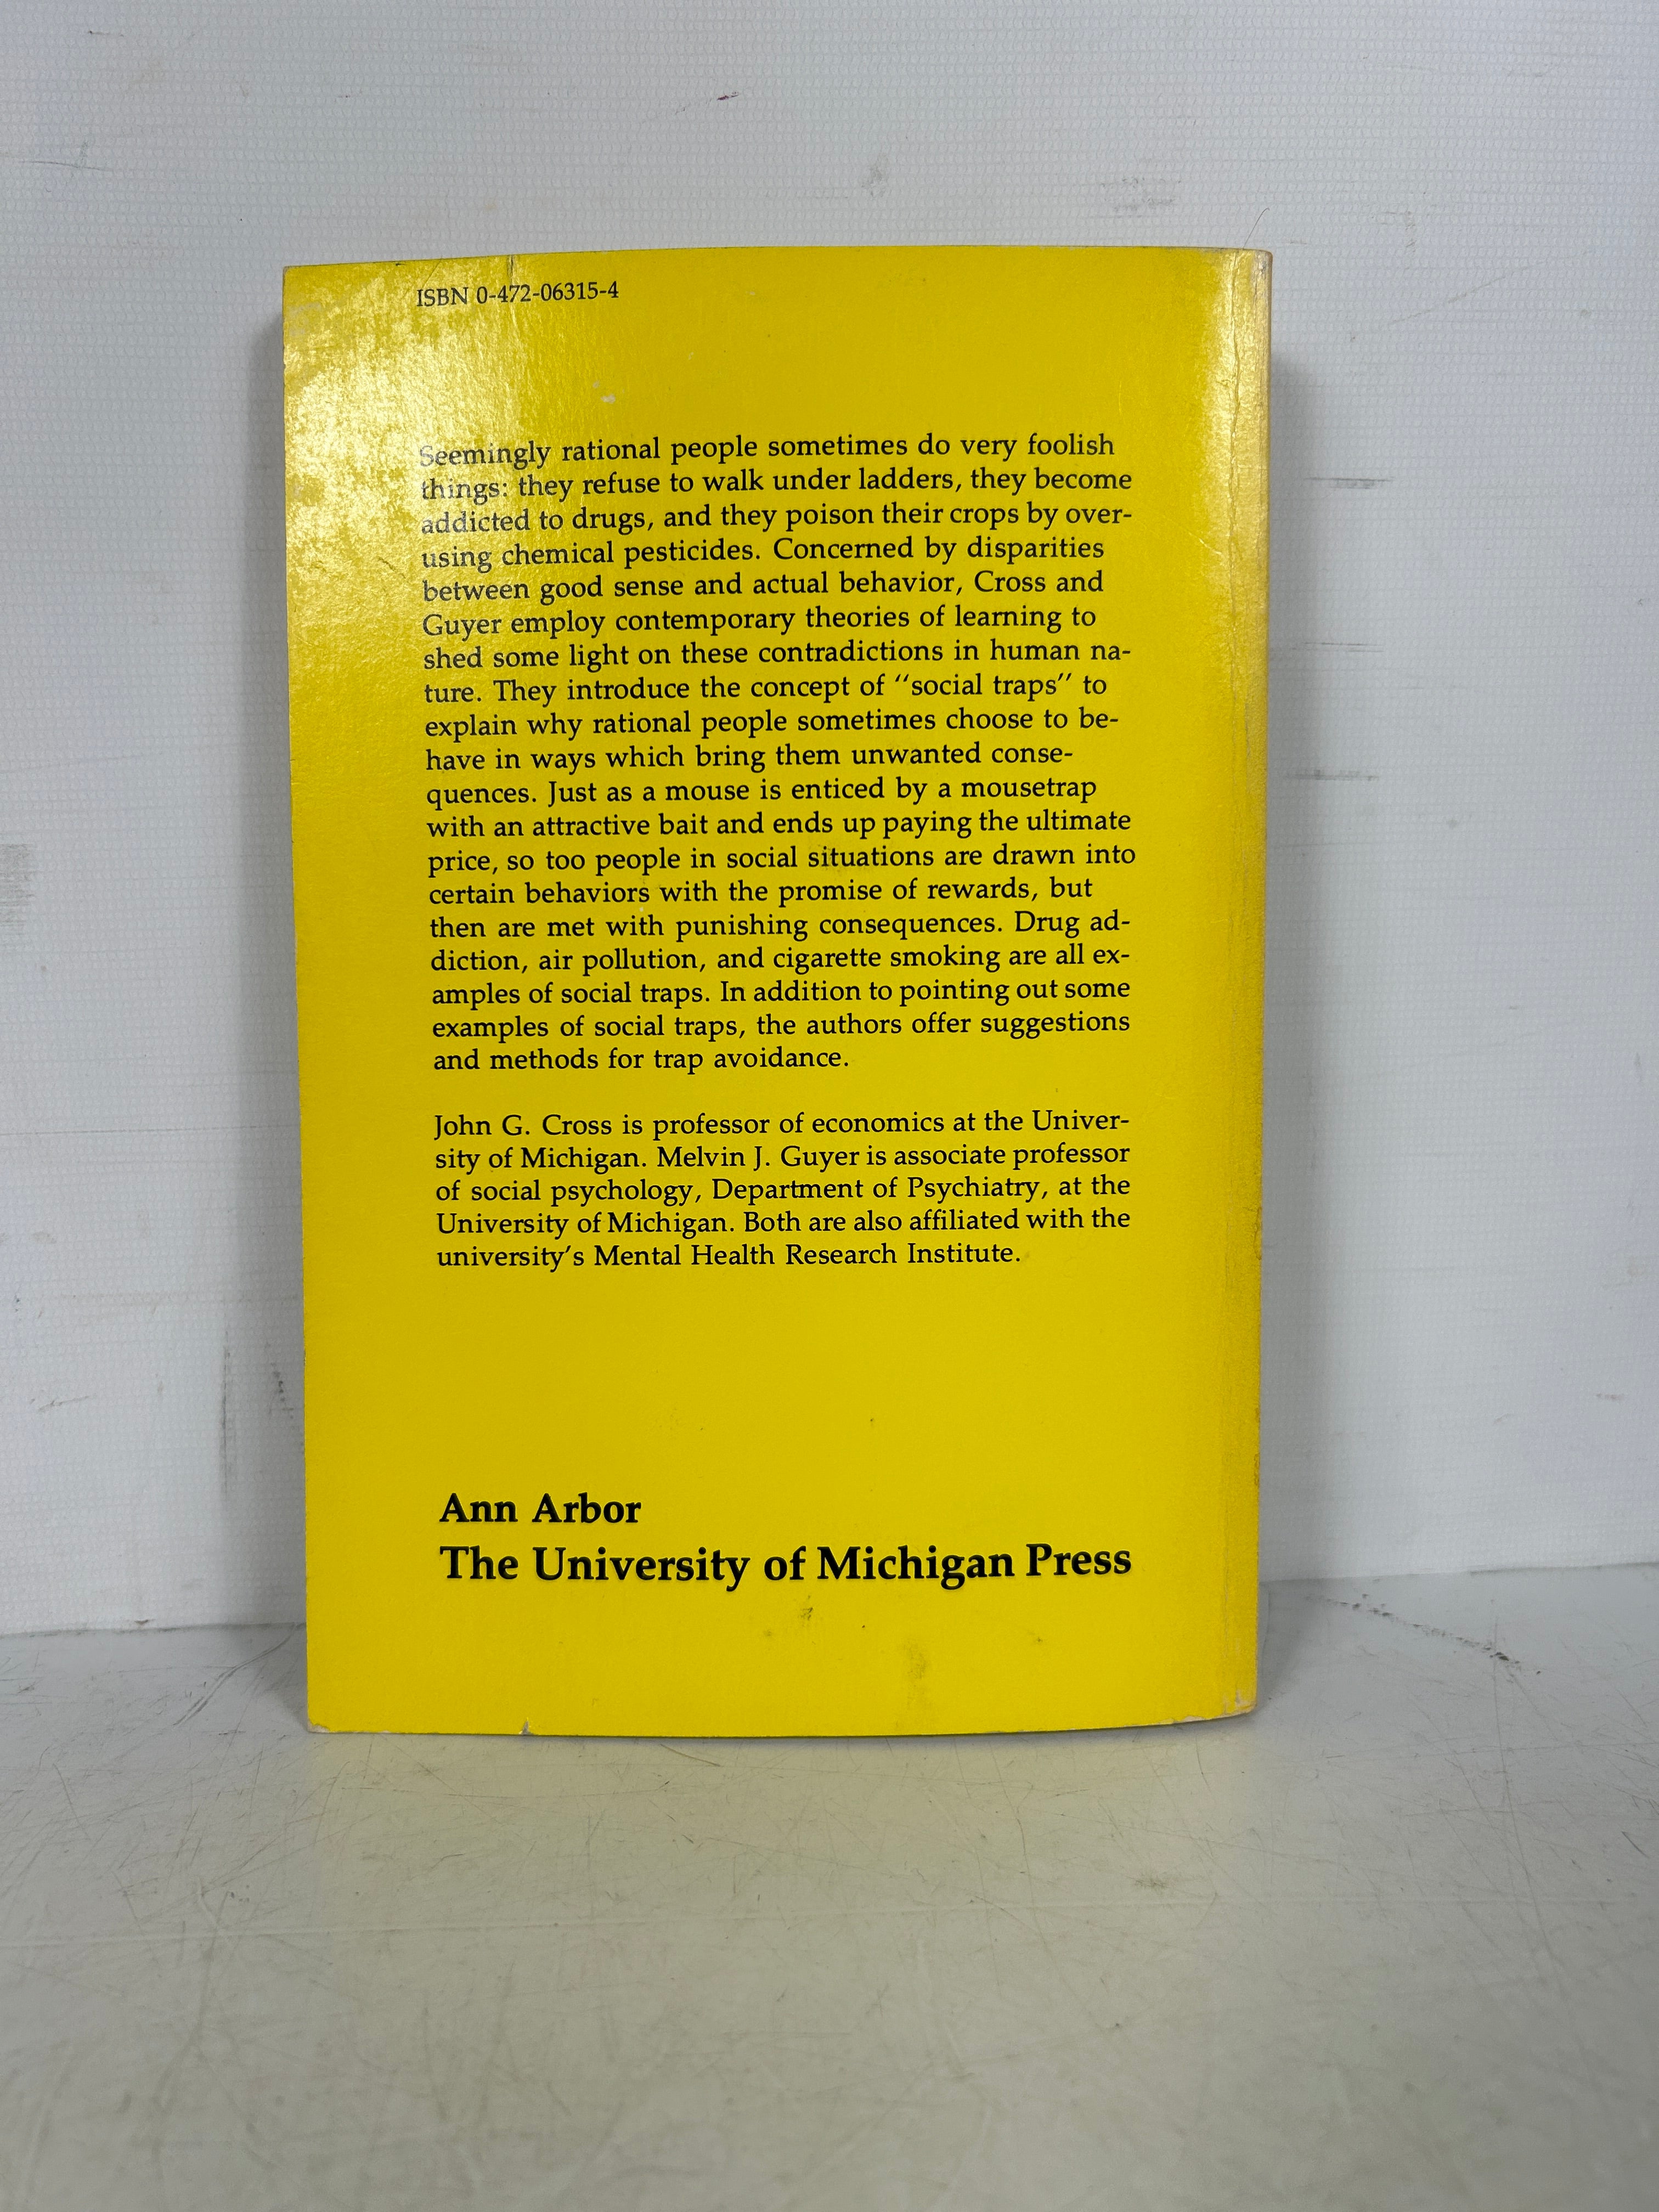 ISBN 0-472-06315-4
Seemingly rational people sometimes do very foolish
things: they refuse to walk under ladders, they become
addicted to drugs, and they poison their crops by over-
using chemical pesticides. Concerned by disparities
between good sense and actual behavior, Cross and
Guyer employ contemporary theories of learning to
shed some light on these contradictions in human na-
ture. They introduce the concept of "social traps" to
explain why rational people sometimes choose to be-
have in ways which bring them unwanted conse-
quences. Just as a mouse is enticed by a mousetrap
with an attractive bait and ends up paying the ultimate
price, so too people in social situations are drawn into
certain behaviors with the promise of rewards, but
then are met with punishing consequences. Drug ad-
diction, air pollution, and cigarette smoking are all ex-
amples of social traps. In addition to pointing out some
examples of social traps, the authors offer suggestions
and methods for trap avoidance.
John G. Cross is professor of economics at the Univer-
sity of Michigan. Melvin J. Guyer is associate professor
of social psychology, Department of Psychiatry, at the
University of Michigan. Both are also affiliated with the
university's Mental Health Research Institute.
Ann Arbor
The University of Michigan Press